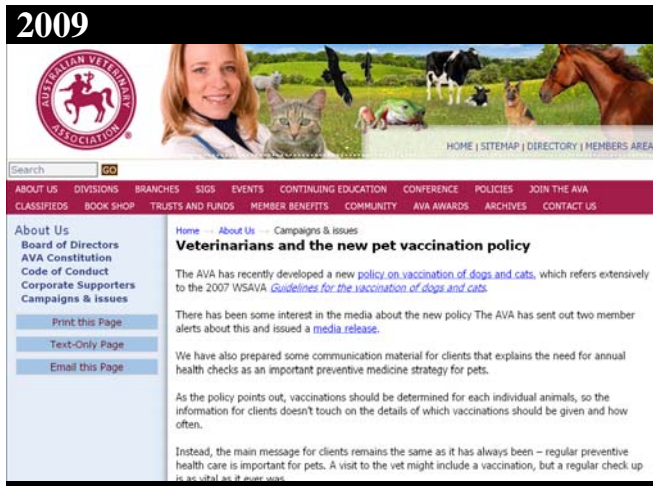 2009
AUSTRALIAN VETERINARY
ASSOCIATION
HOME | SITEMAP | DIRECTORY | MEMBERS AREA
Search GO
ABOUT US DIVISIONS BRANCHES SIGS EVENTS CONTINUING EDUCATION CONFERENCE POLICIES JOIN THE AVA
CLASSIFIEDS BOOK SHOP TRUSTS AND FUNDS MEMBER BENEFITS COMMUNITY AVA AWARDS ARCHIVES CONTACT US
About Us
Board of Directors
AVA Constitution
Code of Conduct
Corporate Supporters
Campaigns & issues
Print this Page
Text-Only Page
Email this Page
Home → About Us → Campaigns & issues
Veterinarians and the new pet vaccination policy
The AVA has recently developed a new policy on vaccination of dogs and cats, which refers extensively
to the 2007 WSAVA Guidelines for the vaccination of dogs and cats.
There has been some interest in the media about the new policy The AVA has sent out two member
alerts about this and issued a media release.
We have also prepared some communication material for clients that explains the need for annual
health checks as an important preventive medicine strategy for pets.
As the policy points out, vaccinations should be determined for each individual animals, so the
information for clients doesn't touch on the details of which vaccinations should be given and how
often.
Instead, the main message for clients remains the same as it has always been – regular preventive
health care is important for pets. A visit to the vet might include a vaccination, but a regular check up
is as vital as it ever was.